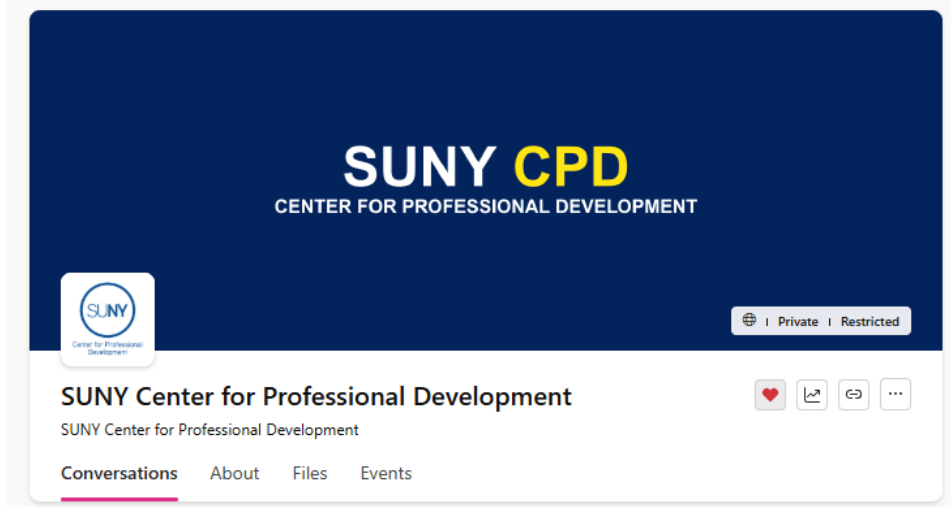 SUNY CPD
CENTER FOR PROFESSIONAL DEVELOPMENT
SUNY
Center for Professional
Development
Private | Restricted
SUNY Center for Professional Development
SUNY Center for Professional Development
Conversations About Files Events